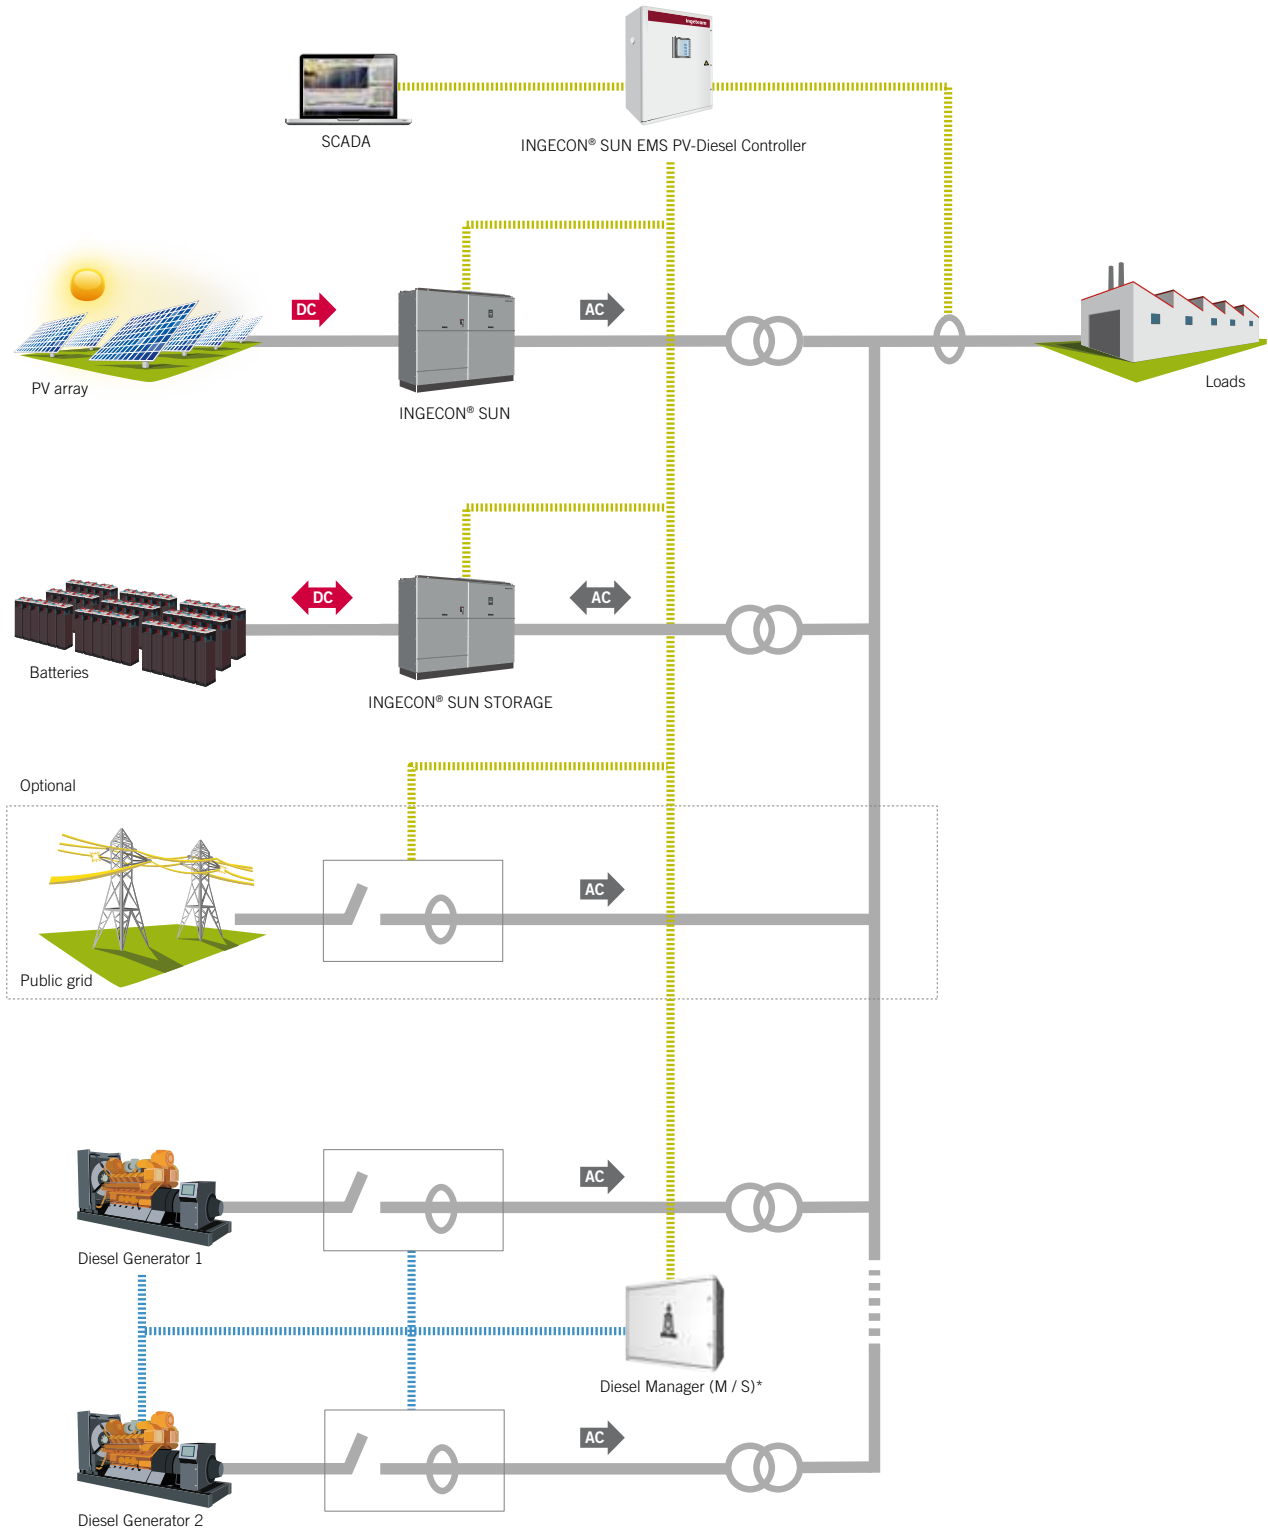 Ingeteam
SCADA
INGECON® SUN EMS PV-Diesel Controller
DC
AC
PV array
INGECON® SUN
Loads
DC
AC
Batteries
INGECON® SUN STORAGE
Optional
AC
Public grid
AC
Diesel Generator 1
Diesel Manager (M / S)*
AC
Diesel Generator 2